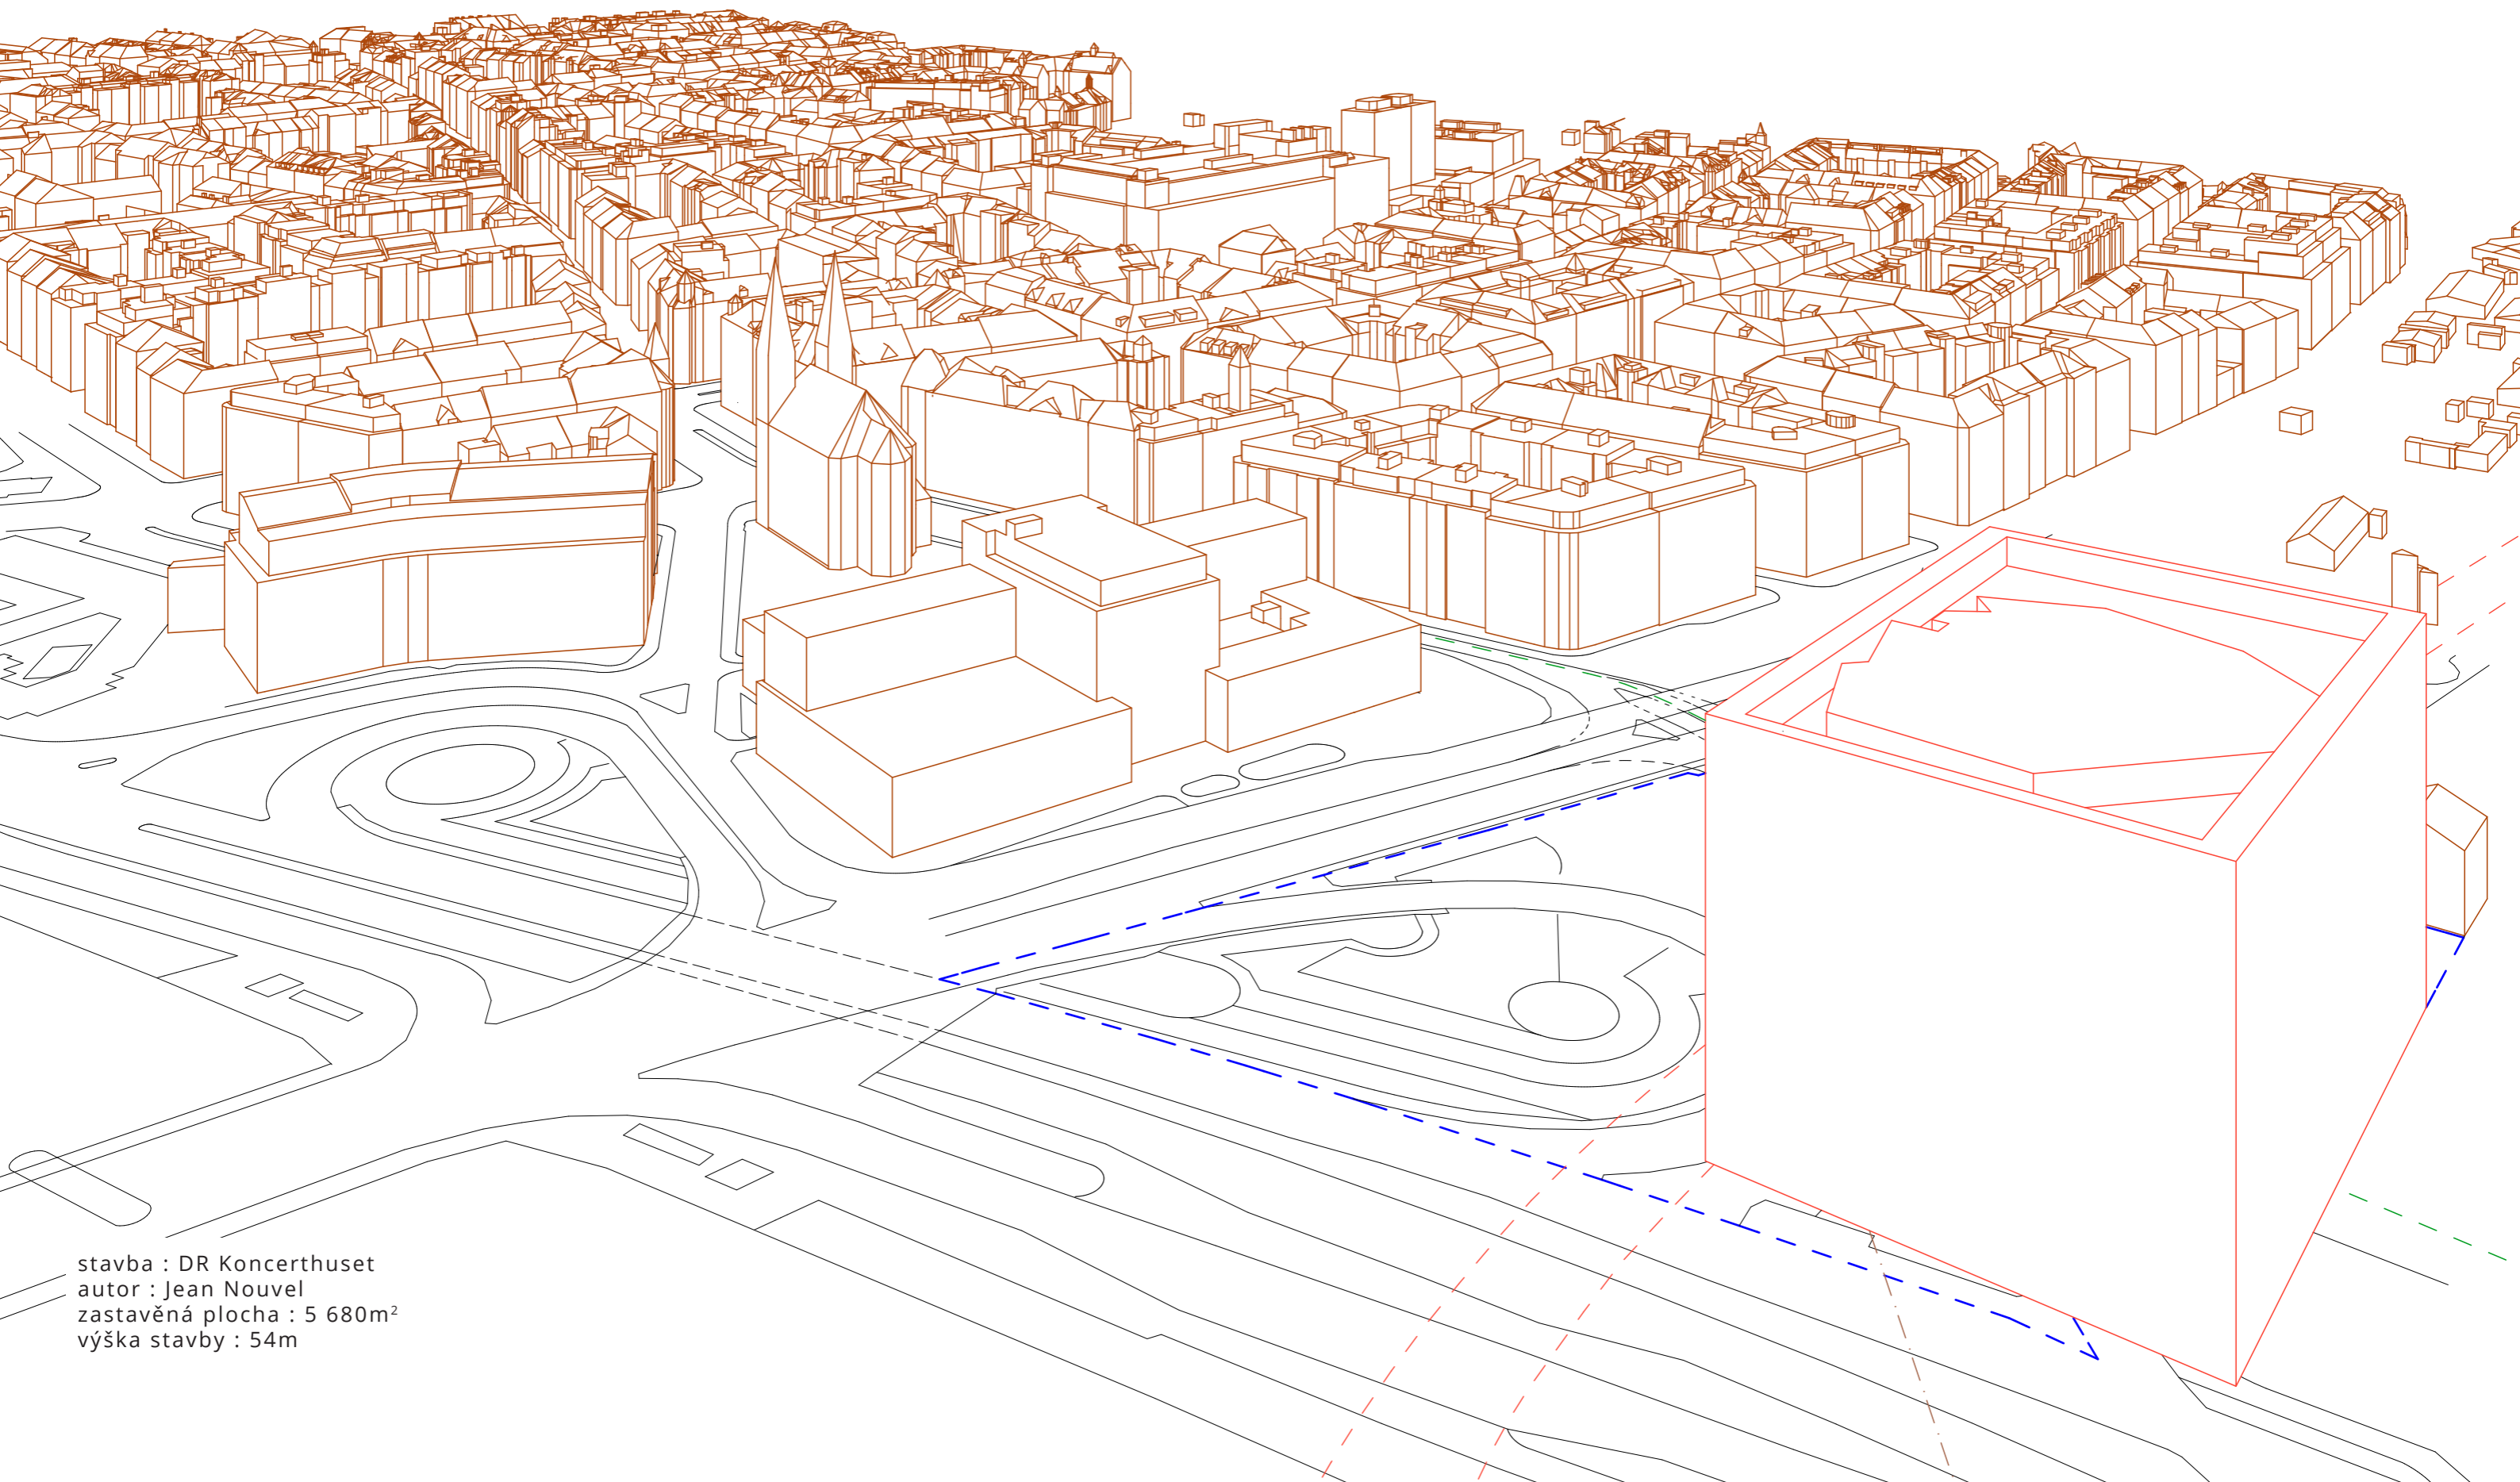 stavba : DR Koncerthuset
autor : Jean Nouvel
zastavěná plocha : 5 680m²
výška stavby : 54m